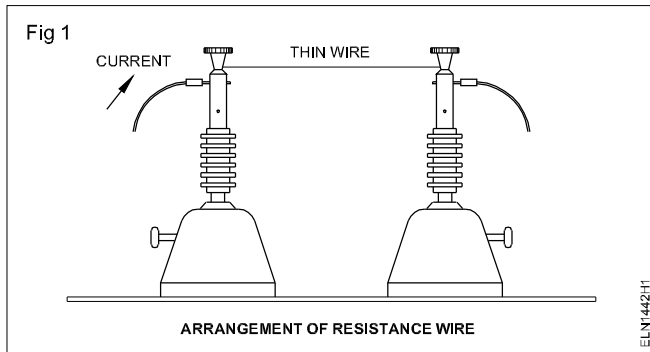 Fig 1
CURRENT
THIN WIRE
ARRANGEMENT OF RESISTANCE WIRE
ELN1442H1